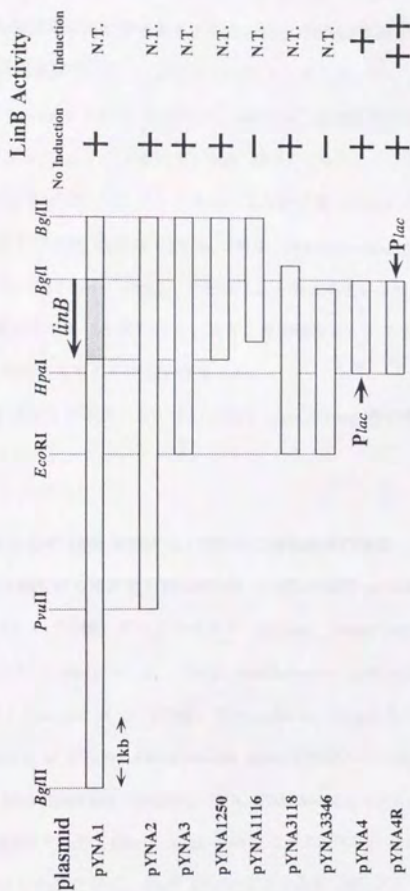 LinB Activity
plasmid BglII PvuII EcoRI HpaI BglI BglII No Induction Induction
linB
1kb
pYNA1 + N.T.
pYNA2 + N.T.
pYNA3 + N.T.
pYNA1250 + N.T.
pYNA1116 − N.T.
pYNA3118 + N.T.
pYNA3346 − N.T.
Plac
pYNA4 + +
pYNA4R + ++
Plac